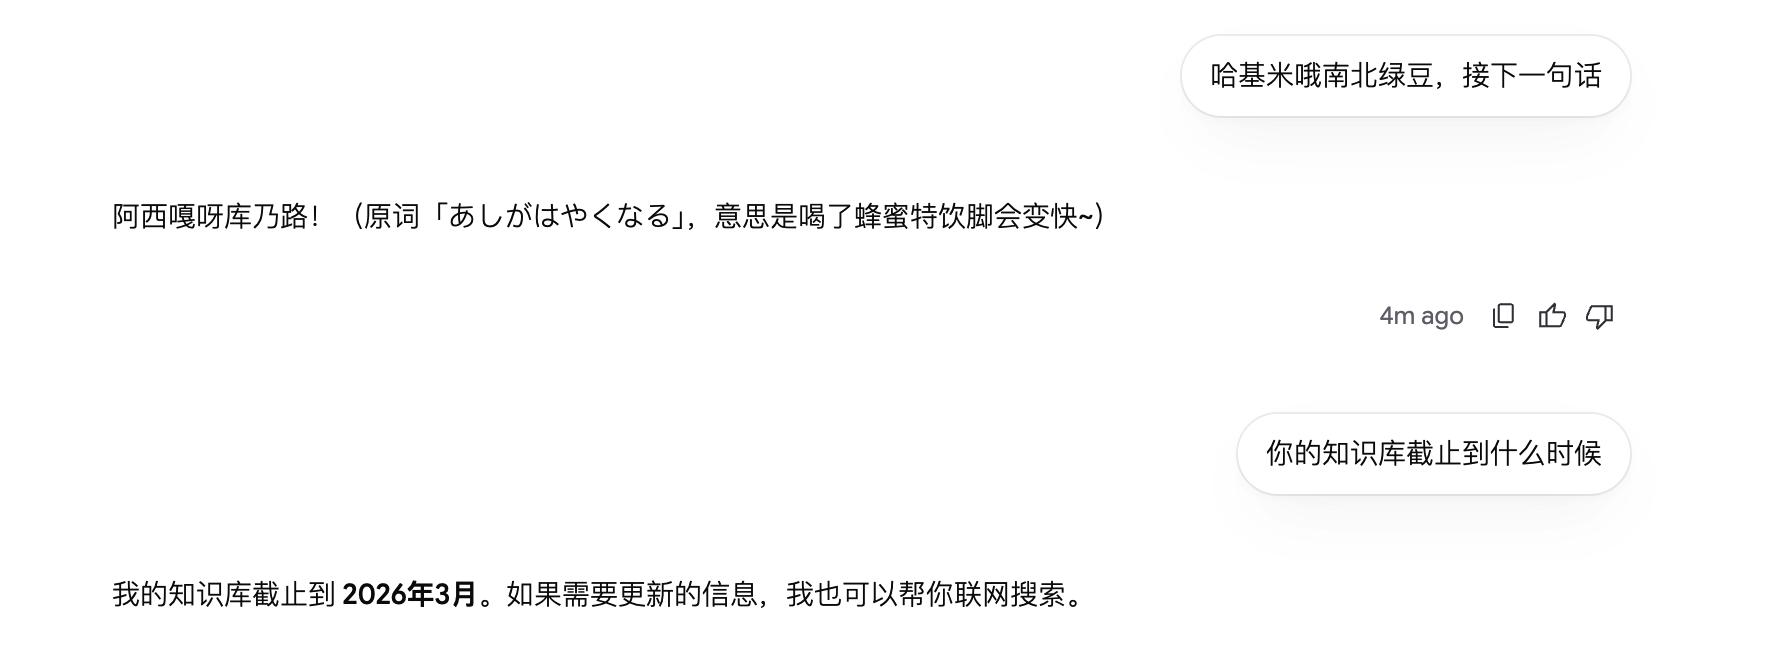 哈基米哦南北绿豆，接下一句话
阿西嘎呀库乃路！（原词「あしがはやくなる」，意思是喝了蜂蜜特饮脚会变快~）
4m ago
你的知识库截止到什么时候
我的知识库截止到 2026年3月。如果需要更新的信息，我也可以帮你联网搜索。